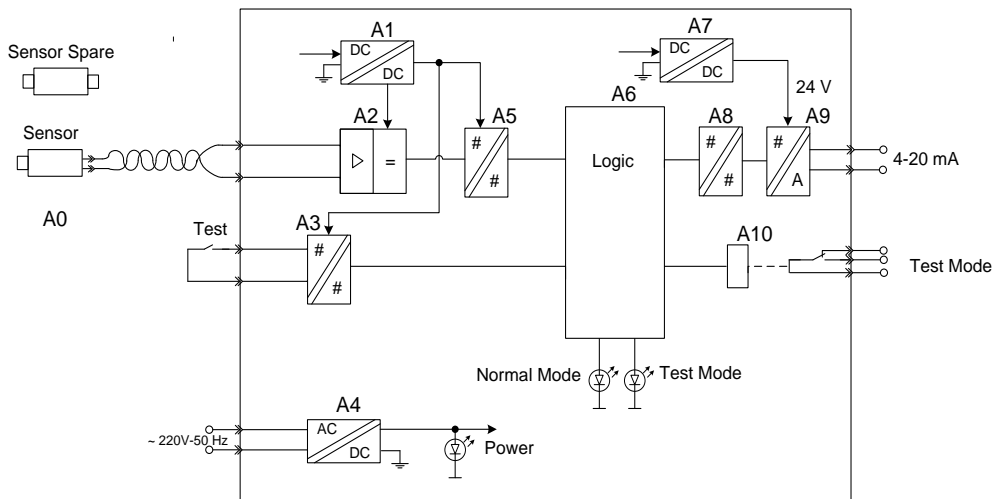 A1
A7
DC
DC
DC
DC
Sensor Spare
24 V
A2
A5
A6
A8
A9
Sensor
=
#
#
Logic
#
#
#
A
4-20 mA
A0
Test
A3
#
#
A10
Test Mode
Normal Mode
Test Mode
A4
~ 220V-50 Hz
AC
DC
Power